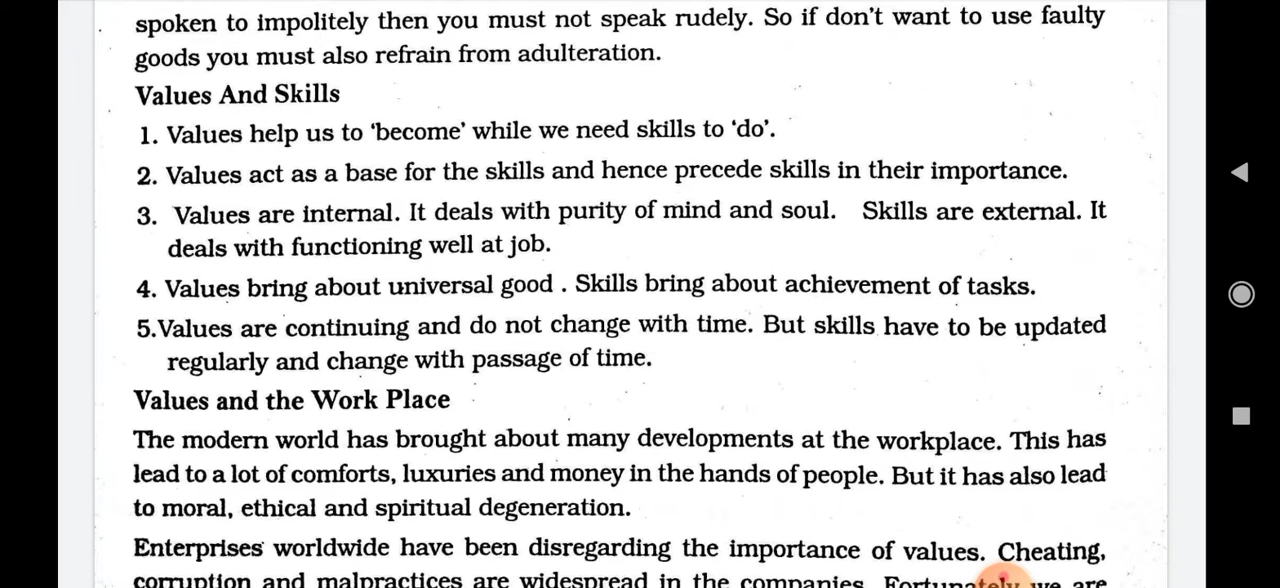 spoken to impolitely then you must not speak rudely. So if don't want to use faulty
goods you must also refrain from adulteration.
Values And Skills
1. Values help us to 'become' while we need skills to 'do'.
2. Values act as a base for the skills and hence precede skills in their importance.
3. Values are internal. It deals with purity of mind and soul. Skills are external. It
deals with functioning well at job.
4. Values bring about universal good . Skills bring about achievement of tasks.
5.Values are continuing and do not change with time. But skills have to be updated
regularly and change with passage of time.
Values and the Work Place
The modern world has brought about many developments at the workplace. This has
lead to a lot of comforts, luxuries and money in the hands of people. But it has also lead
to moral, ethical and spiritual degeneration.
Enterprises worldwide have been disregarding the importance of values. Cheating,
corruption and malpractices are widespread in the companies. Fortunately we are